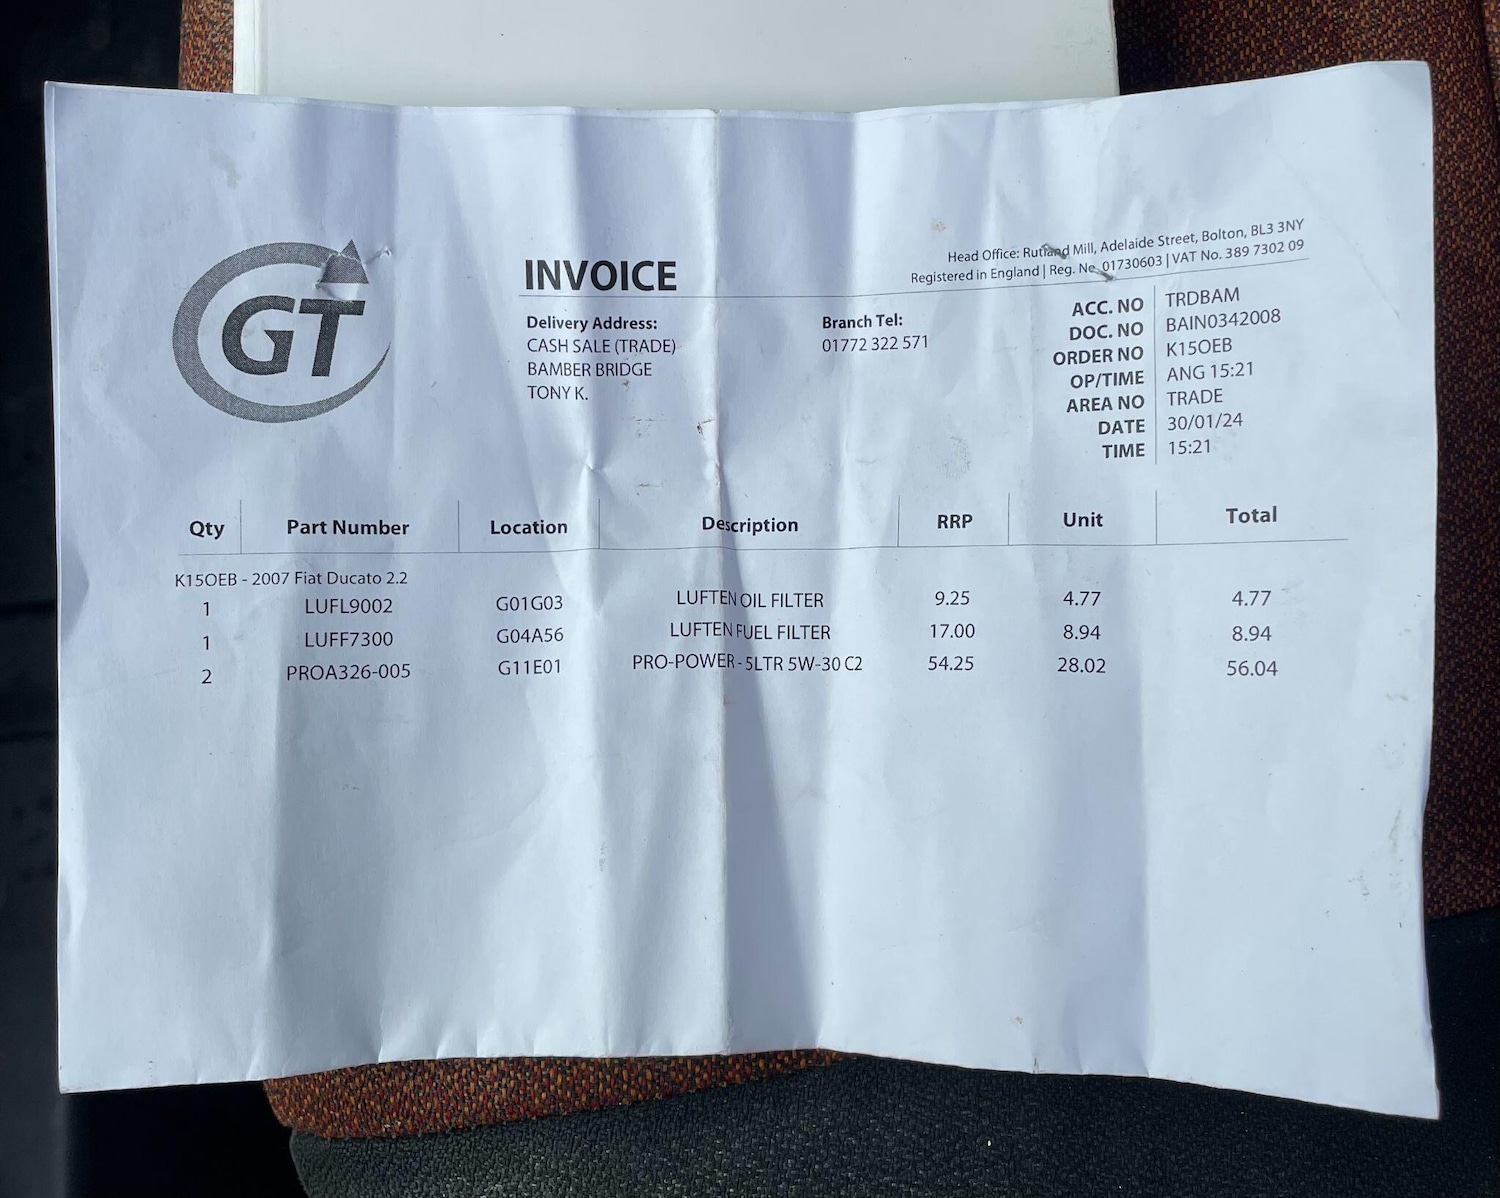 GT
INVOICE
Head Office: Rutland Mill, Adelaide Street, Bolton, BL3 3NY
Registered in England | Reg. No. 01730603 | VAT No. 389 7302 09
Delivery Address:
CASH SALE (TRADE)
BAMBER BRIDGE
TONY K.
Branch Tel:
01772 322 571
ACC. NO TRDBAM
DOC. NO BAIN0342008
ORDER NO K15OEB
OP/TIME ANG 15:21
AREA NO TRADE
DATE 30/01/24
TIME 15:21
Qty Part Number Location Description RRP Unit Total
K15OEB - 2007 Fiat Ducato 2.2
1 LUFL9002 G01G03 LUFTEN OIL FILTER 9.25 4.77 4.77
1 LUFF7300 G04A56 LUFTEN FUEL FILTER 17.00 8.94 8.94
2 PROA326-005 G11E01 PRO-POWER - 5LTR 5W-30 C2 54.25 28.02 56.04